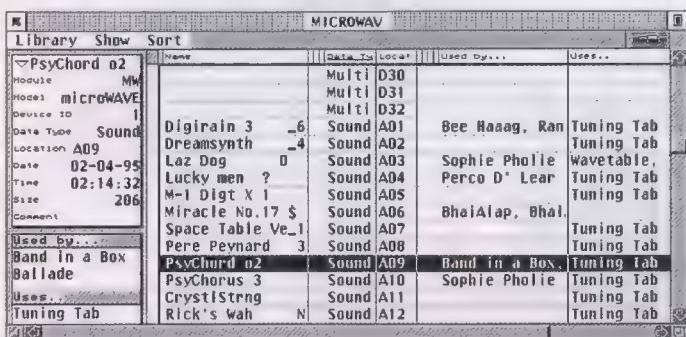 MICROWAV
Library Show Sort
PsyChord o2
Module MW
Model microWAVE
Device ID 1
Data Type Sound
Location A09
Date 02-04-95
Time 02:14:32
Size 206
Comment
Used by...
Band in a Box
Ballade
Uses..
Tuning Tab
Name Data Ty Locat Used by... Uses..
Multi D30
Multi D31
Multi D32
Digirain 3 _6 Sound A01 Bee Haaag, Ran Tuning Tab
Dreamsynth _4 Sound A02 Tuning Tab
Laz Dog 0 Sound A03 Sophie Pholie Wavetable,
Lucky men ? Sound A04 Perco D' Lear Tuning Tab
M-1 Digt X 1 Sound A05 Tuning Tab
Miracle No.17 $ Sound A06 BhaiAlap, Bhai
Space Table Ve_1 Sound A07 Tuning Tab
Pere Peynard 3 Sound A08 Tuning Tab
PsyChord o2 Sound A09 Band in a Box, Tuning Tab
PsyChorus 3 Sound A10 Sophie Pholie Tuning Tab
CrystlStrng Sound A11 Tuning Tab
Rick's Wah N Sound A12 Tuning Tab